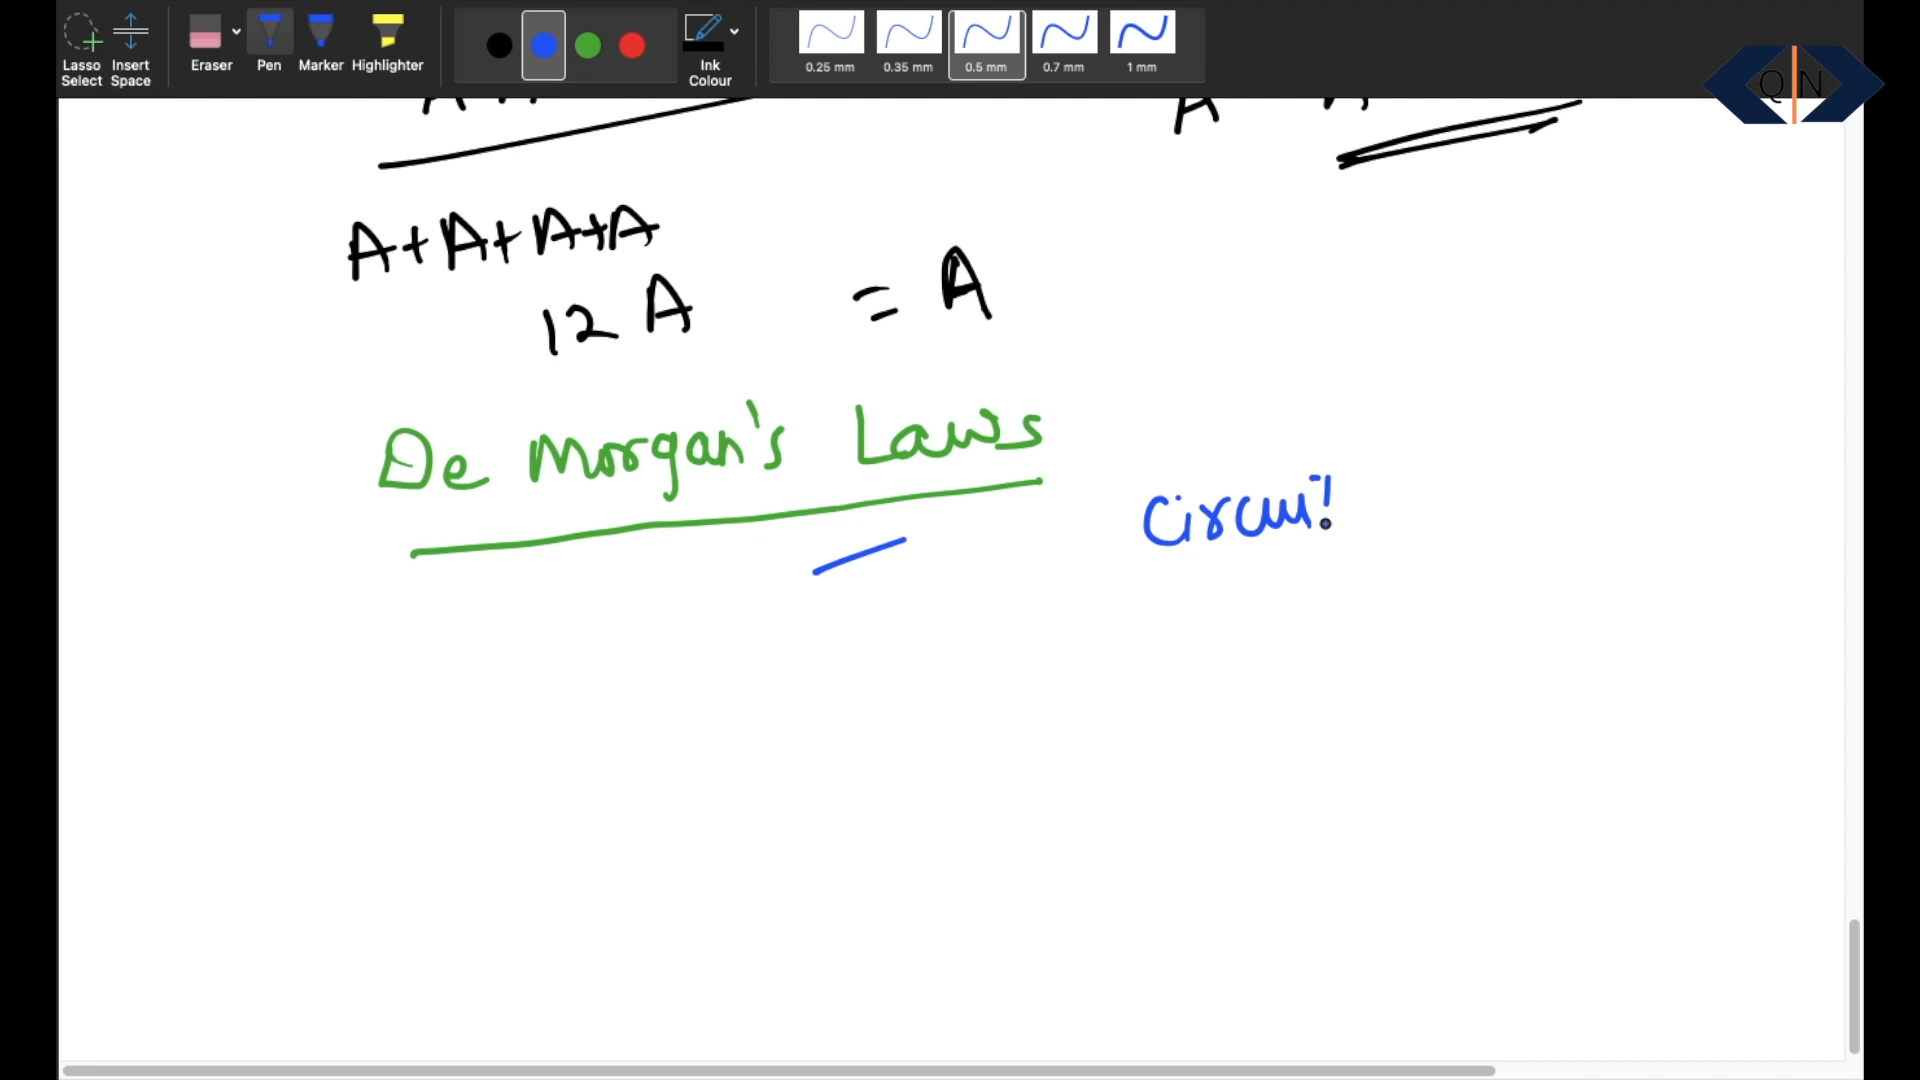 Lasso Select
Insert Space
Eraser
Pen
Marker
Highlighter
Ink Colour
0.25 mm
0.35 mm
0.5 mm
0.7 mm
1 mm
Q N
A+A+A+A
12 A = A
De Morgan's Laws